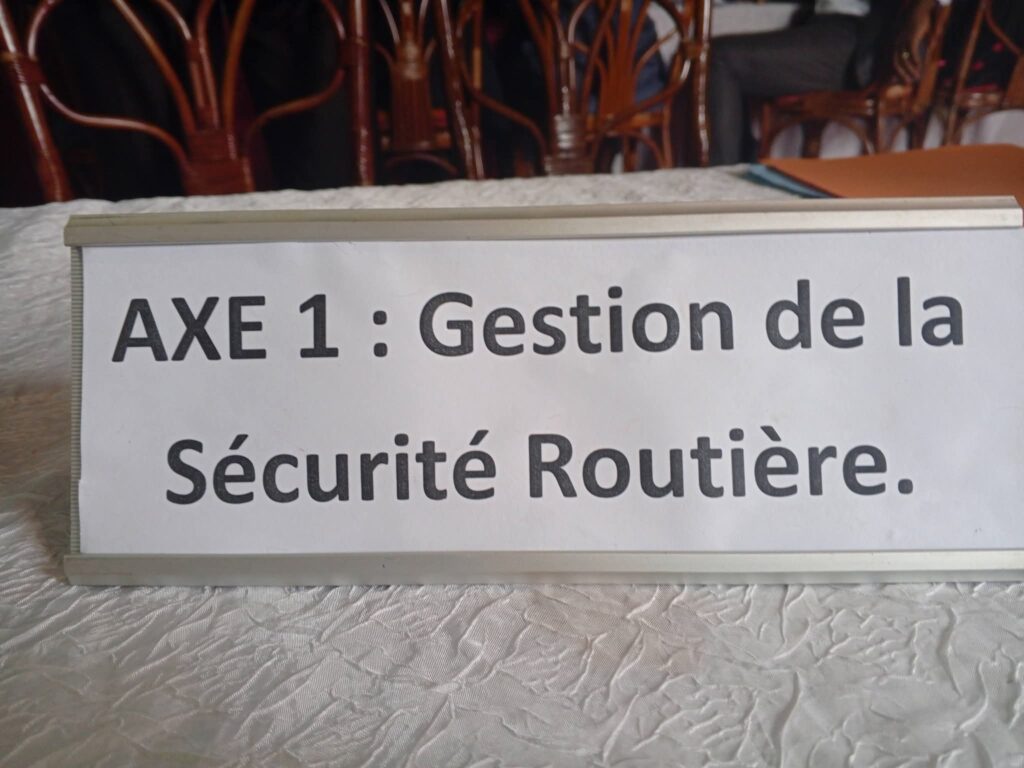 AXE 1 : Gestion de la
Sécurité Routière.